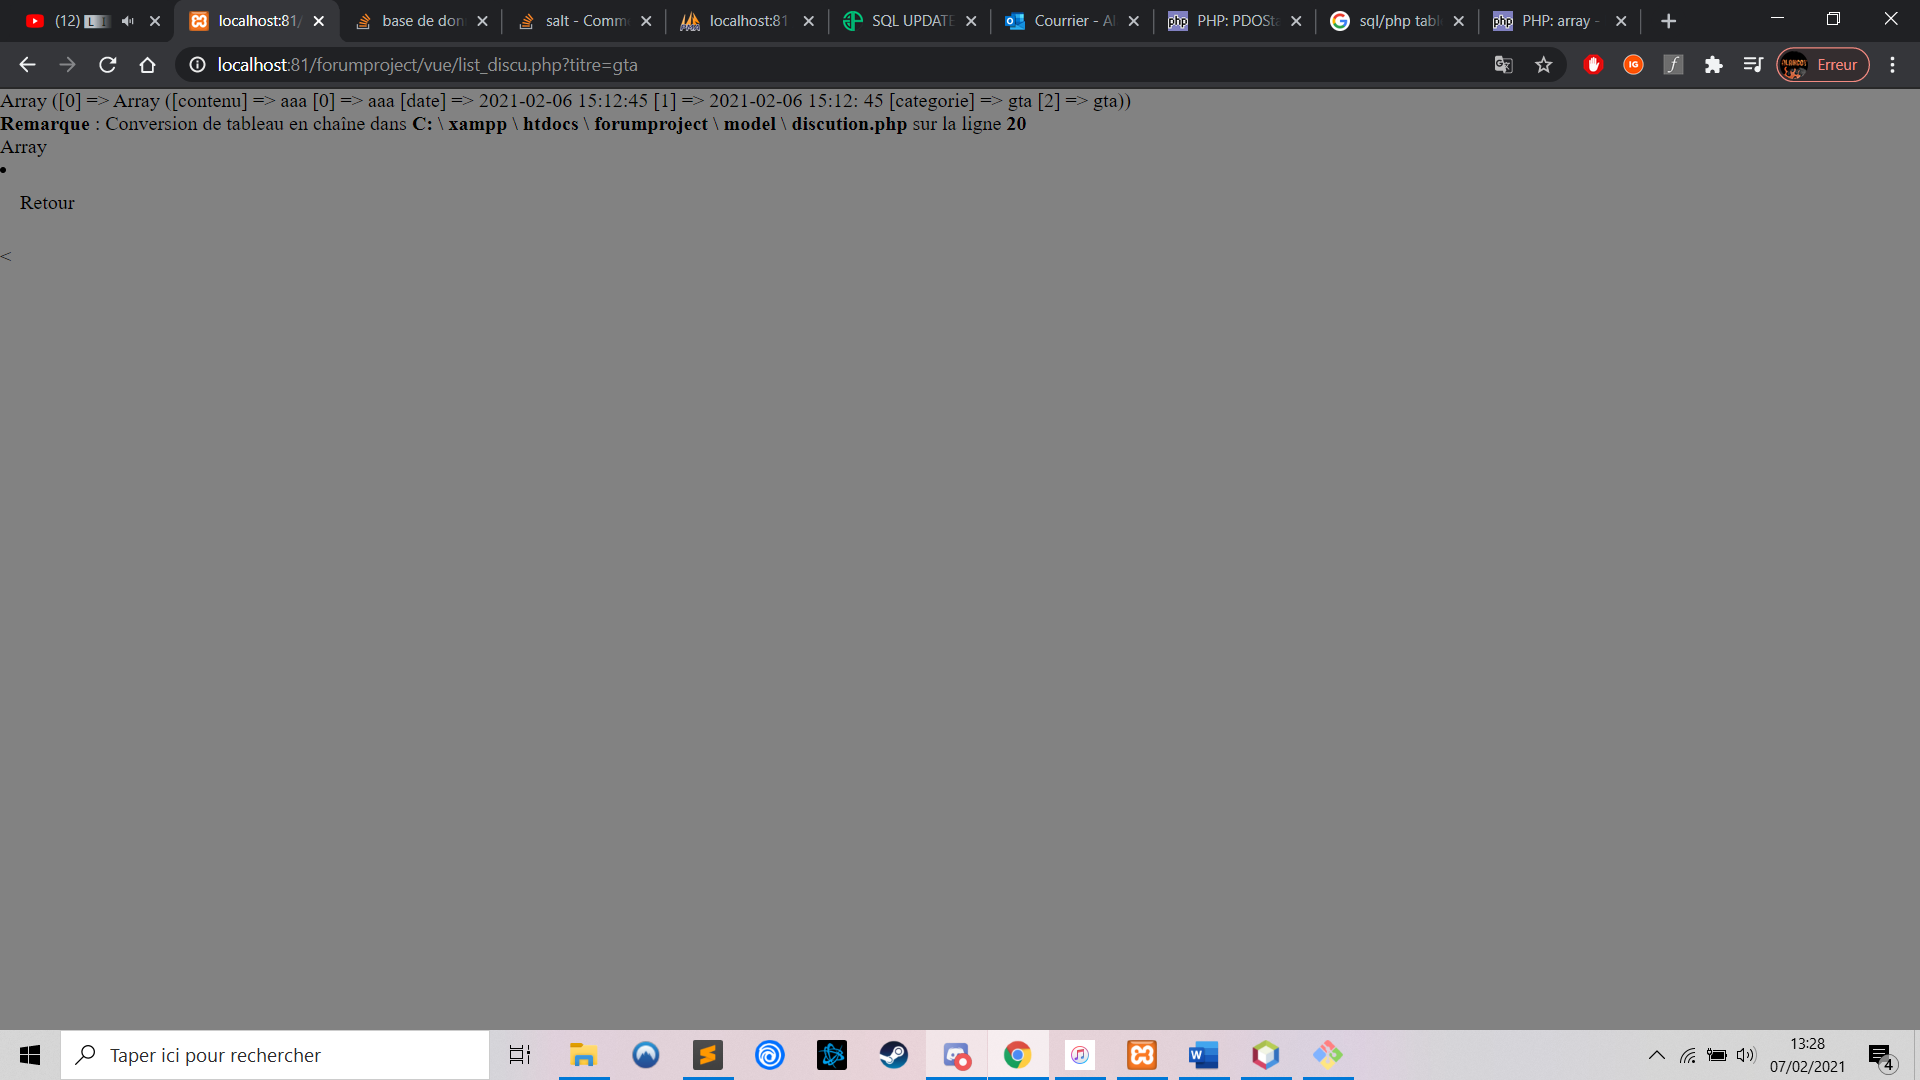 (12) L I
localhost:81/
base de don
salt - Comm
localhost:81
SQL UPDATE
Courrier - Al
PHP: PDOSta
sql/php tabl
PHP: array -
localhost:81/forumproject/vue/list_discu.php?titre=gta
Erreur
Array ([0] => Array ([contenu] => aaa [0] => aaa [date] => 2021-02-06 15:12:45 [1] => 2021-02-06 15:12: 45 [categorie] => gta [2] => gta))
Remarque : Conversion de tableau en chaîne dans C: \ xampp \ htdocs \ forumproject \ model \ discution.php sur la ligne 20
Array
Retour
<
Taper ici pour rechercher
13:28
07/02/2021
4